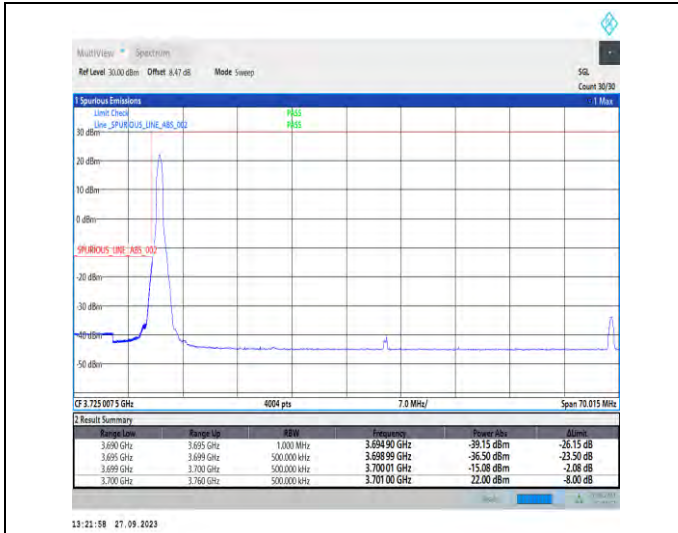 MultiView Spectrum
Ref Level 30.00 dBm Offset 8.47 dB Mode Sweep SGL
Count 30/30
1 Spurious Emissions 1 Max
Limit Check PASS
Line _SPURIOUS_LINE_ABS_002 PASS
30 dBm
20 dBm
10 dBm
0 dBm
SPURIOUS_LINE_ABS_002
-20 dBm
-30 dBm
-40 dBm
-50 dBm
CF 3.725 007 5 GHz 4004 pts 7.0 MHz/ Span 70.015 MHz
2 Result Summary
Range Low Range Up RBW Frequency Power Abs ΔLimit
3.690 GHz 3.695 GHz 1.000 MHz 3.694 90 GHz -39.15 dBm -26.15 dB
3.695 GHz 3.699 GHz 500.000 kHz 3.698 99 GHz -36.50 dBm -23.50 dB
3.699 GHz 3.700 GHz 500.000 kHz 3.700 01 GHz -15.08 dBm -2.08 dB
3.700 GHz 3.760 GHz 500.000 kHz 3.701 00 GHz 22.00 dBm -8.00 dB
13:21:58 27.09.2023